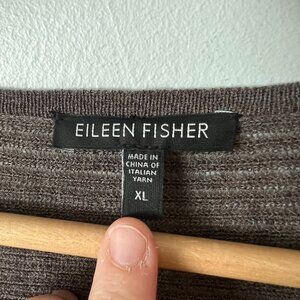 EILEEN FISHER
MADE IN
CHINA OF
ITALIAN
YARN
XL